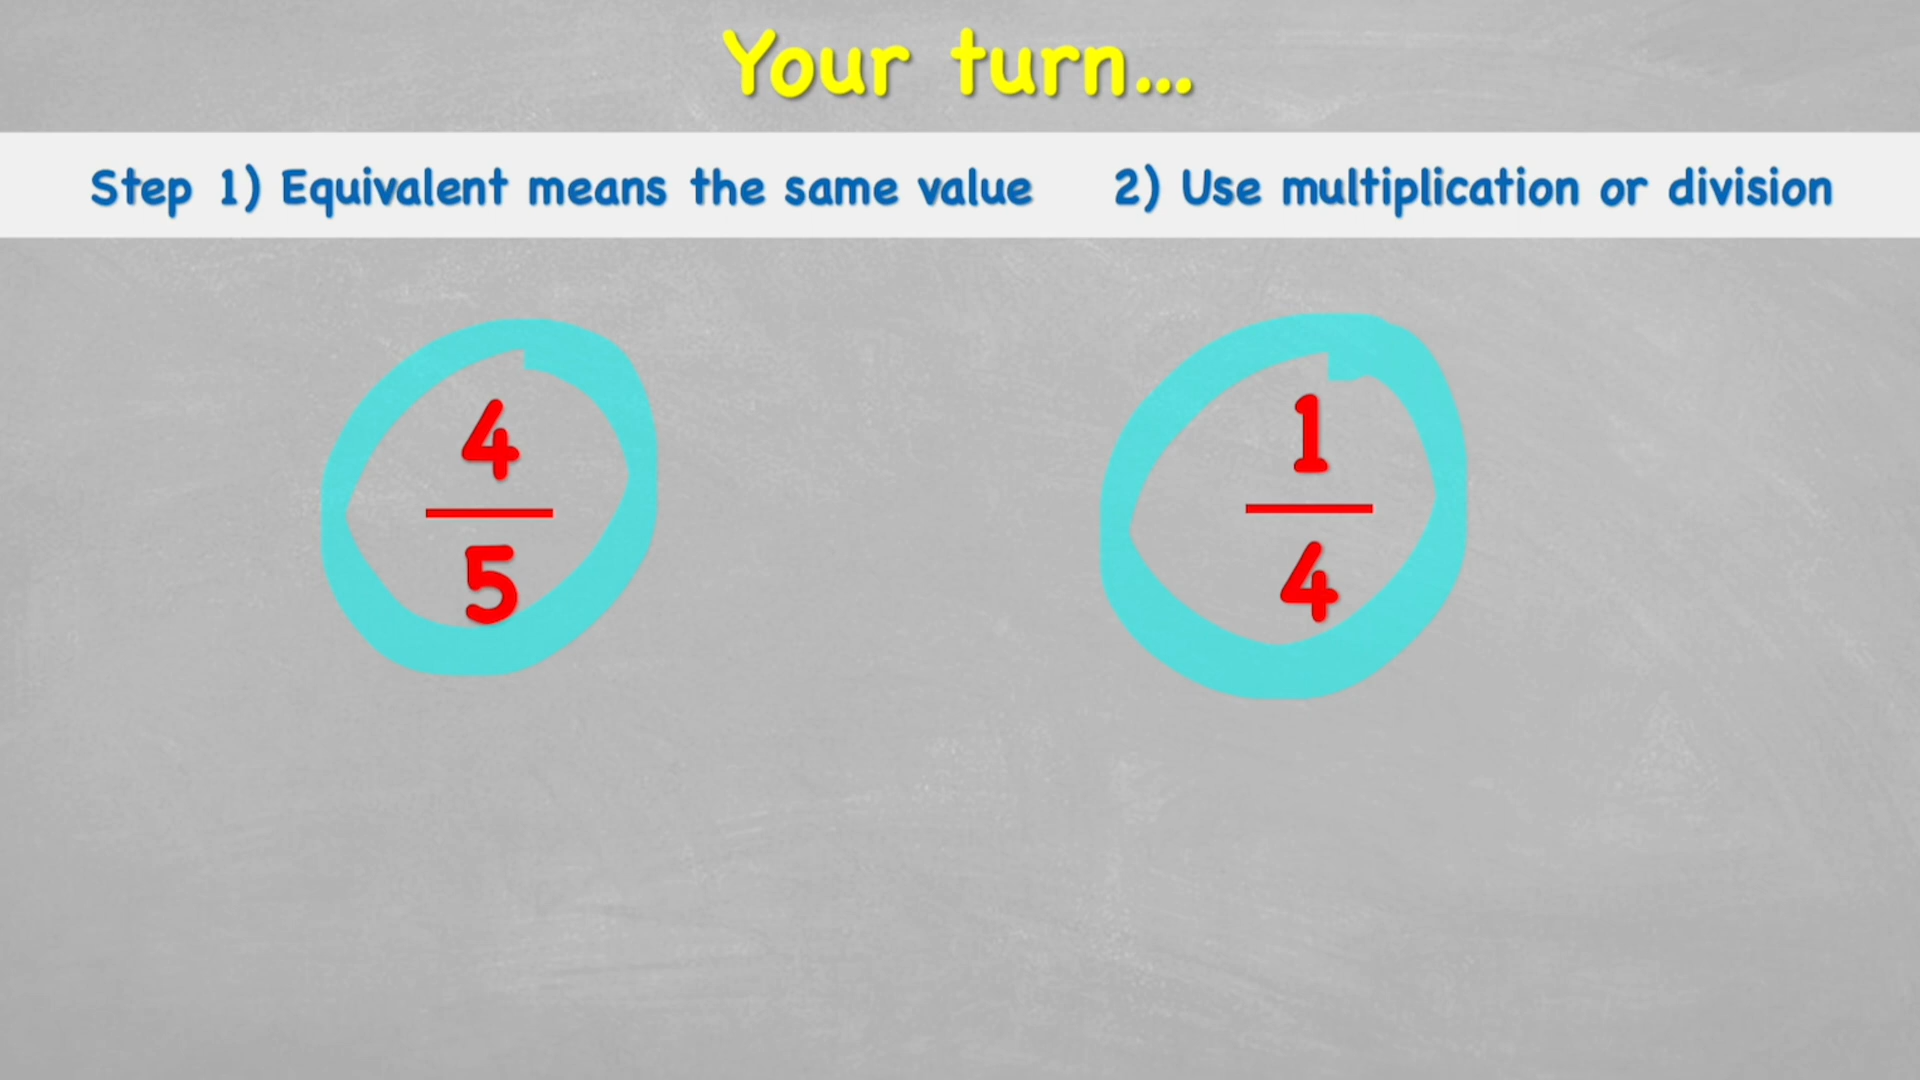 Your turn...
Step 1) Equivalent means the same value 2) Use multiplication or division
4
5
1
4